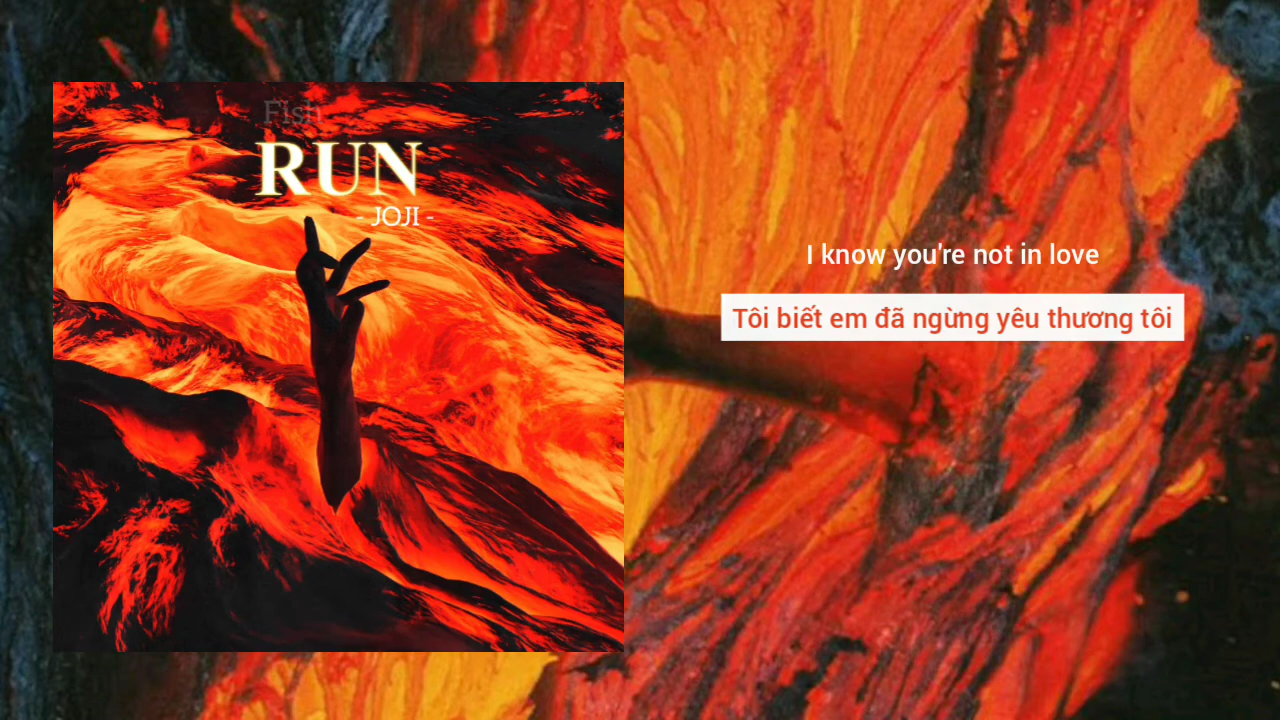 Fish
RUN
- JOJI -
I know you're not in love
Tôi biết em đã ngừng yêu thương tôi